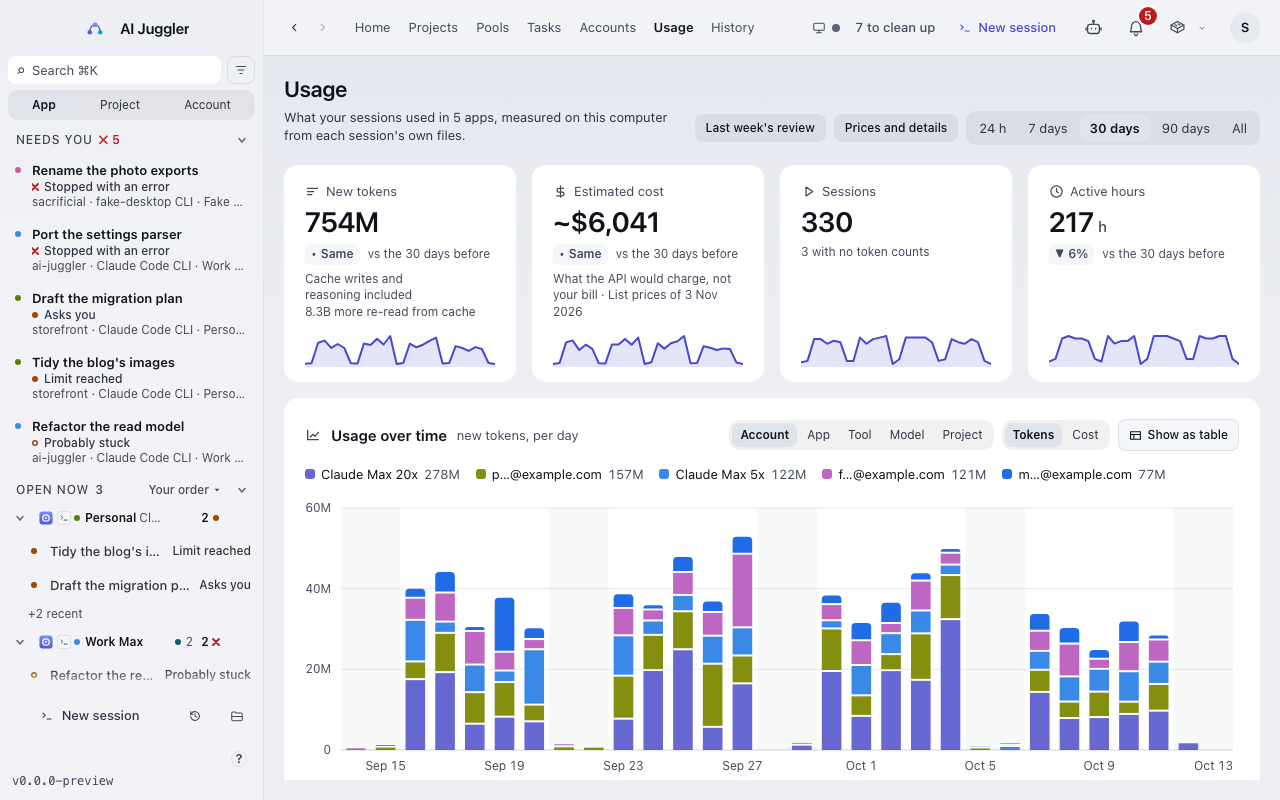 AI Juggler
Search ⌘K
App Project Account
NEEDS YOU 5
Rename the photo exports
Stopped with an error
sacrificial · fake-desktop CLI · Fake ...
Port the settings parser
Stopped with an error
ai-juggler · Claude Code CLI · Work ...
Draft the migration plan
Asks you
storefront · Claude Code CLI · Perso...
Tidy the blog's images
Limit reached
storefront · Claude Code CLI · Perso...
Refactor the read model
Probably stuck
ai-juggler · Claude Code CLI · Work ...
OPEN NOW 3 Your order
Personal Cl... 2
Tidy the blog's i... Limit reached
Draft the migration p... Asks you
+2 recent
Work Max 2 2
Refactor the re... Probably stuck
New session
?
v0.0.0-preview
Home Projects Pools Tasks Accounts Usage History 7 to clean up New session 5 S
Usage
What your sessions used in 5 apps, measured on this computer
from each session's own files.
Last week's review Prices and details 24 h 7 days 30 days 90 days All
New tokens
754M
• Same vs the 30 days before
Cache writes and
reasoning included
8.3B more re-read from cache
Estimated cost
~$6,041
• Same vs the 30 days before
What the API would charge, not
your bill · List prices of 3 Nov
2026
Sessions
330
3 with no token counts
Active hours
217 h
▼ 6% vs the 30 days before
Usage over time new tokens, per day
Account App Tool Model Project Tokens Cost Show as table
Claude Max 20x 278M p...@example.com 157M Claude Max 5x 122M f...@example.com 121M m...@example.com 77M
60M
40M
20M
0
Sep 15 Sep 19 Sep 23 Sep 27 Oct 1 Oct 5 Oct 9 Oct 13